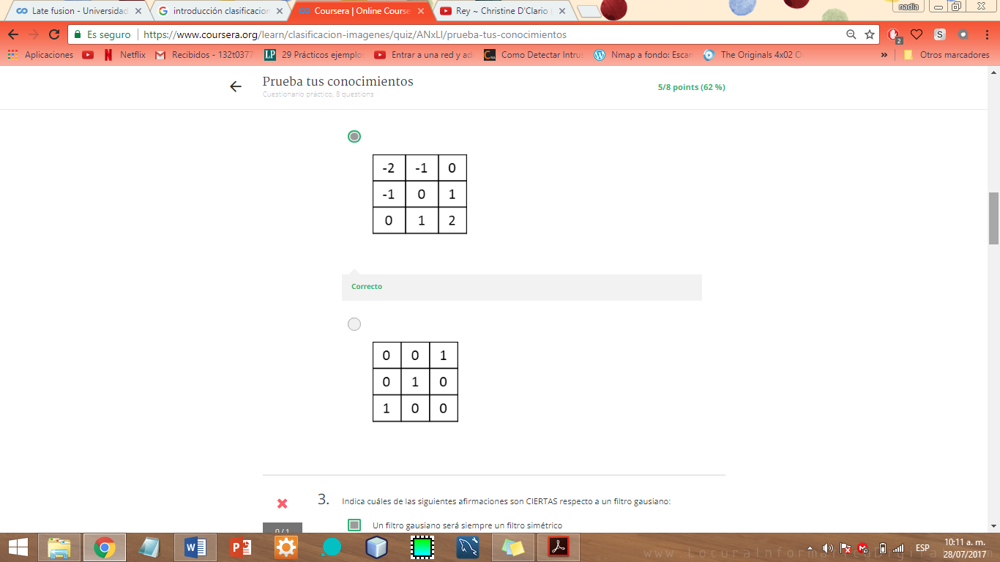 Late fusion - Universidad
introducción clasificacion
Coursera | Online Course
Rey ~ Christine D'Clario
nadia
Es seguro
https://www.coursera.org/learn/clasificacion-imagenes/quiz/ANxLI/prueba-tus-conocimientos
S
2
Aplicaciones
N Netflix
Recibidos - 132t0377
LP 29 Prácticos ejemplo
Entrar a una red y ad
Como Detectar Intrus
Nmap a fondo: Escan
The Originals 4x02 O
»
Otros marcadores
Prueba tus conocimientos
Cuestionario práctico, 8 questions
5/8 points (62 %)
-2 -1 0
-1 0 1
0 1 2
Correcto
0 0 1
0 1 0
1 0 0
3. Indica cuáles de las siguientes afirmaciones son CIERTAS respecto a un filtro gausiano:
0 / 1
Un filtro gausiano será siempre un filtro simétrico
ESP
10:11 a. m.
28/07/2017